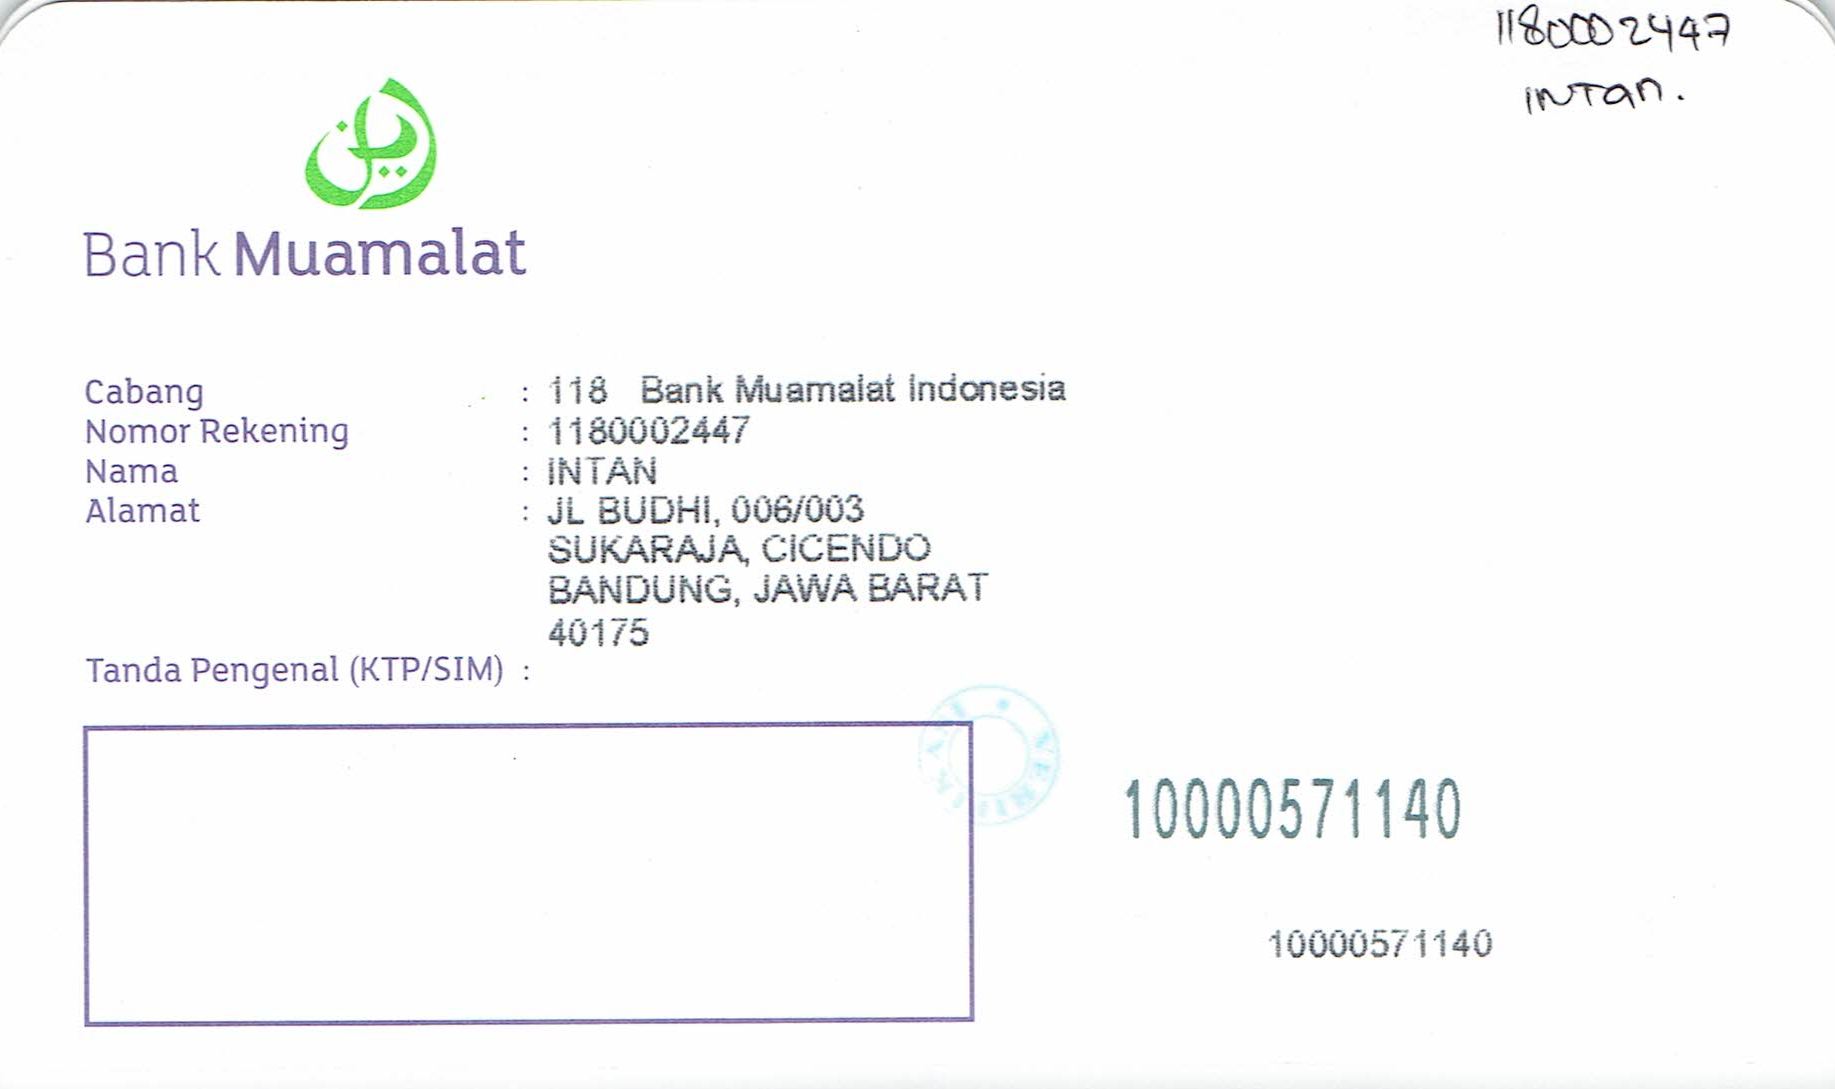 1180002447
INTan.
Bank Muamalat
Cabang : 118 Bank Muamalat Indonesia
Nomor Rekening : 1180002447
Nama : INTAN
Alamat : JL BUDHI, 006/003
SUKARAJA, CICENDO
BANDUNG, JAWA BARAT
40175
Tanda Pengenal (KTP/SIM) :
10000571140
10000571140